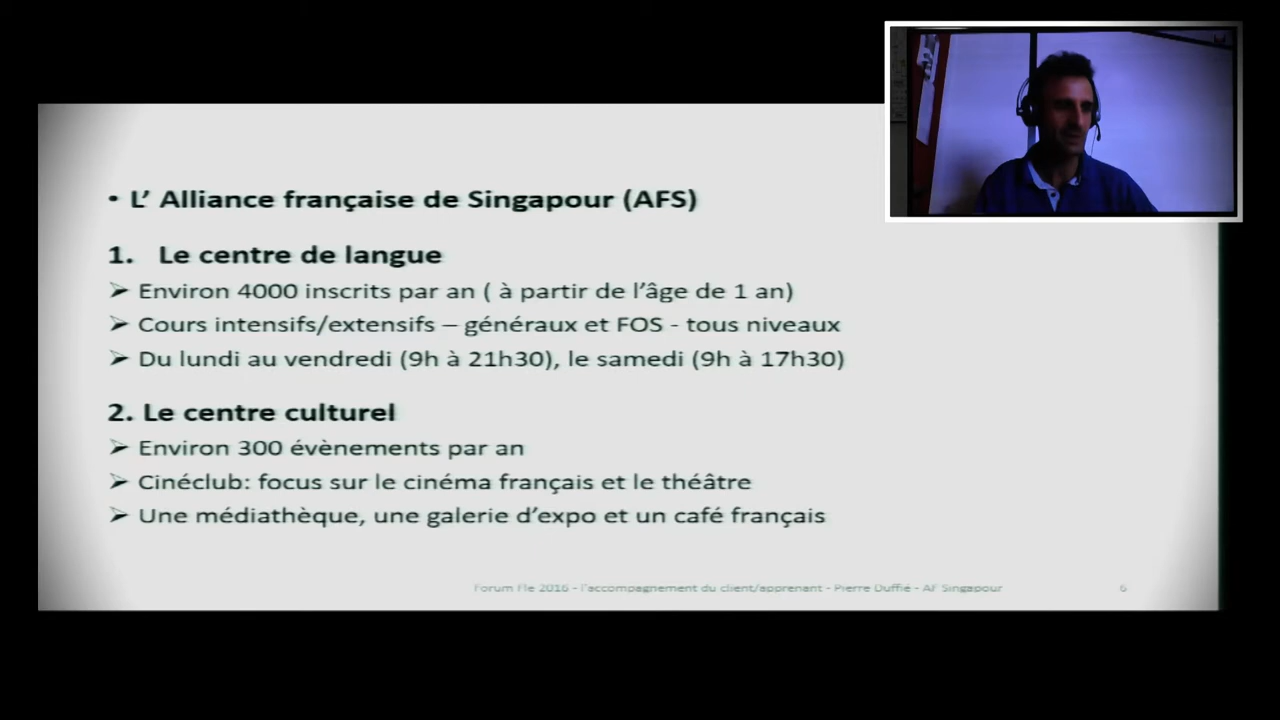 • L' Alliance française de Singapour (AFS)
1. Le centre de langue
➢ Environ 4000 inscrits par an ( à partir de l'âge de 1 an)
➢ Cours intensifs/extensifs – généraux et FOS - tous niveaux
➢ Du lundi au vendredi (9h à 21h30), le samedi (9h à 17h30)
2. Le centre culturel
➢ Environ 300 évènements par an
➢ Cinéclub: focus sur le cinéma français et le théâtre
➢ Une médiathèque, une galerie d'expo et un café français
Forum Fle 2016 - l'accompagnement du client/apprenant - Pierre Duffié - AF Singapour 6